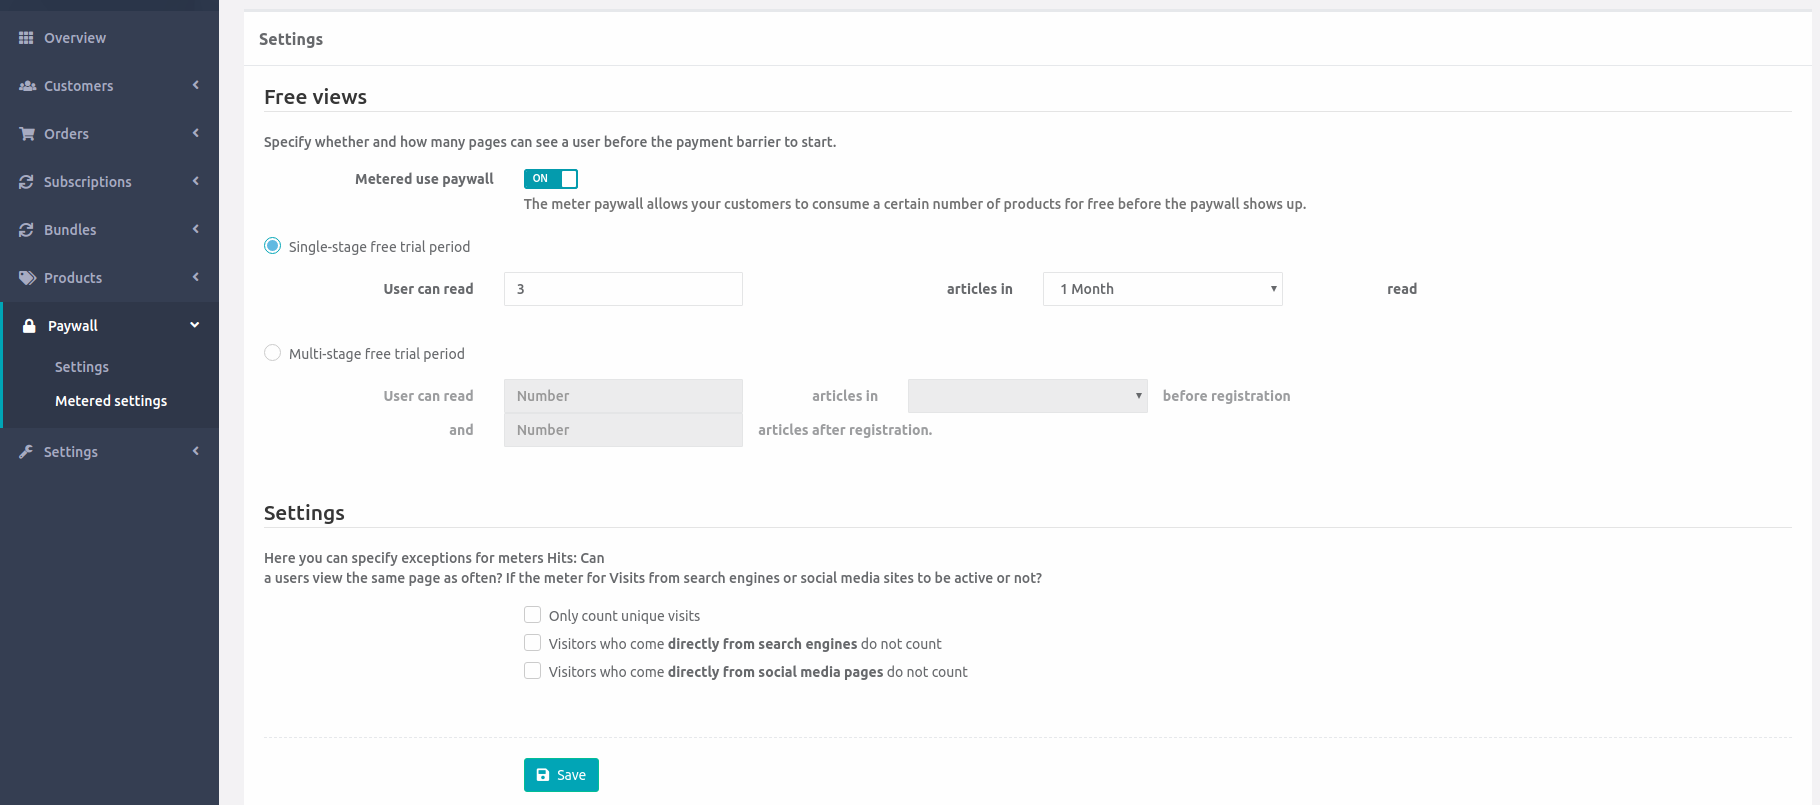 Overview
Customers
Orders
Subscriptions
Bundles
Products
Paywall
Settings
Metered settings
Settings
Settings
Free views
Specify whether and how many pages can see a user before the payment barrier to start.
Metered use paywall ON
The meter paywall allows your customers to consume a certain number of products for free before the paywall shows up.
Single-stage free trial period
User can read 3 articles in 1 Month read
Multi-stage free trial period
User can read Number articles in before registration
and Number articles after registration.
Settings
Here you can specify exceptions for meters Hits: Can
a users view the same page as often? If the meter for Visits from search engines or social media sites to be active or not?
Only count unique visits
Visitors who come directly from search engines do not count
Visitors who come directly from social media pages do not count
Save